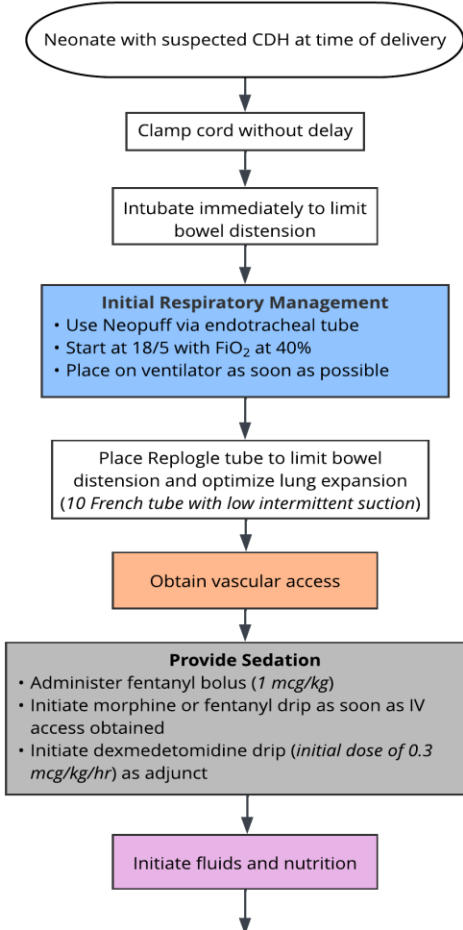 Neonate with suspected CDH at time of delivery
Clamp cord without delay
Intubate immediately to limit
bowel distension
Initial Respiratory Management
• Use Neopuff via endotracheal tube
• Start at 18/5 with FiO₂ at 40%
• Place on ventilator as soon as possible
Place Replogle tube to limit bowel
distension and optimize lung expansion
(10 French tube with low intermittent suction)
Obtain vascular access
Provide Sedation
• Administer fentanyl bolus (1 mcg/kg)
• Initiate morphine or fentanyl drip as soon as IV
access obtained
• Initiate dexmedetomidine drip (initial dose of 0.3
mcg/kg/hr) as adjunct
Initiate fluids and nutrition